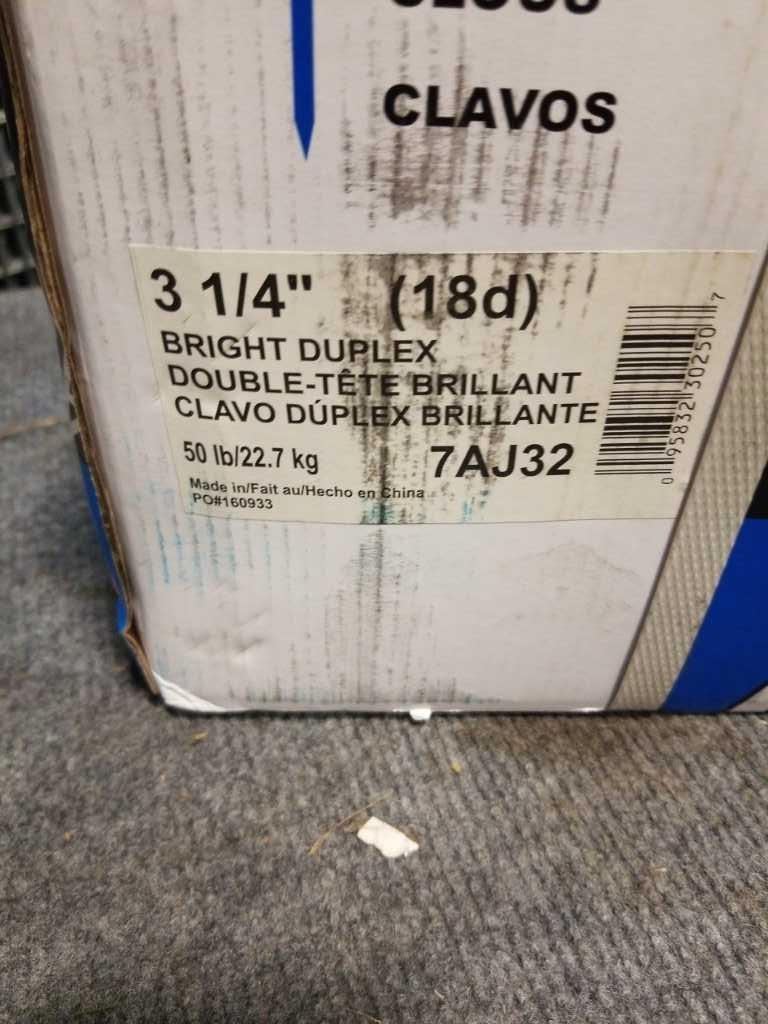 CLAVOS
3 1/4" (18d)
BRIGHT DUPLEX
DOUBLE-TÊTE BRILLANT
CLAVO DÚPLEX BRILLANTE
50 lb/22.7 kg 7AJ32
Made in/Fait au/Hecho en China
PO#160933
0 95832 30250 7